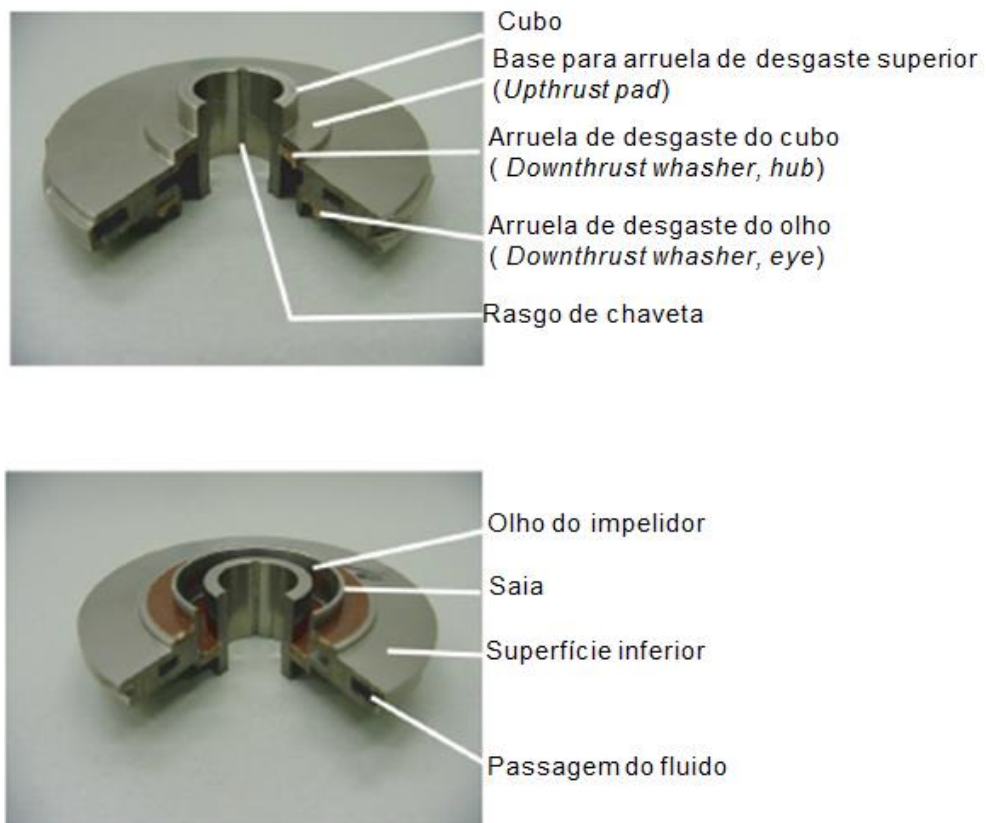 Cubo
Base para arruela de desgaste superior
(Upthrust pad)
Arruela de desgaste do cubo
( Downthrust whasher, hub)
Arruela de desgaste do olho
( Downthrust whasher, eye)
Rasgo de chaveta
Olho do impelidor
Saia
Superfície inferior
Passagem do fluido